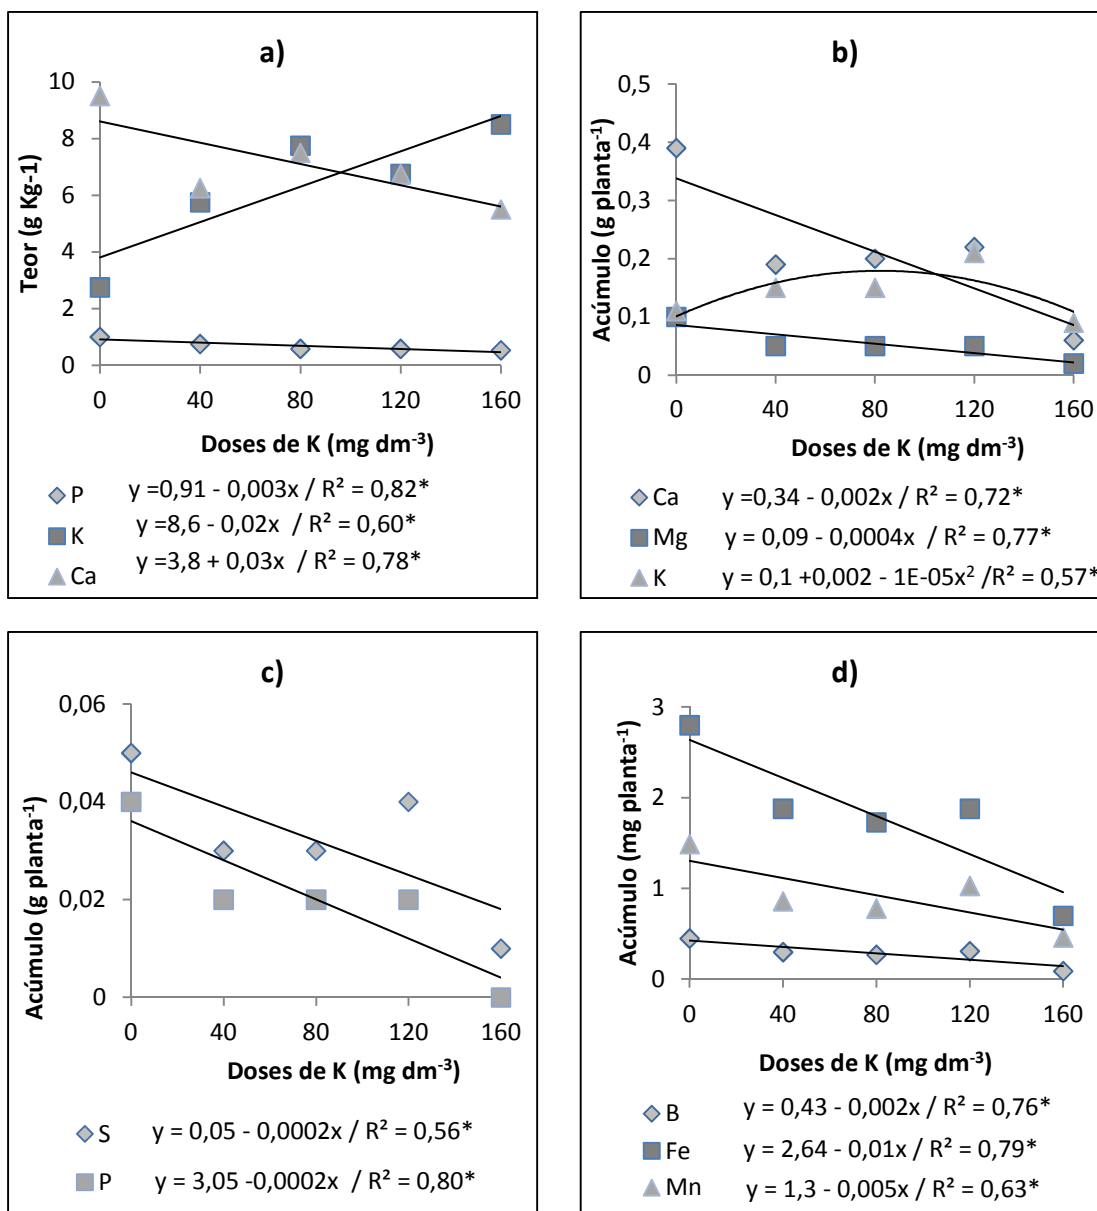 a)
Teor (g Kg-1)
10
8
6
4
2
0
0 40 80 120 160
Doses de K (mg dm⁻³)
P y =0,91 - 0,003x / R² = 0,82*
K y =8,6 - 0,02x / R² = 0,60*
Ca y =3,8 + 0,03x / R² = 0,78*
b)
Acúmulo (g planta⁻¹)
0,5
0,4
0,3
0,2
0,1
0
0 40 80 120 160
Doses de K (mg dm⁻³)
Ca y =0,34 - 0,002x / R² = 0,72*
Mg y = 0,09 - 0,0004x / R² = 0,77*
K y = 0,1 +0,002 - 1E-05x² /R² = 0,57*
c)
Acúmulo (g planta⁻¹)
0,06
0,04
0,02
0
0 40 80 120 160
Doses de K (mg dm⁻³)
S y = 0,05 - 0,0002x / R² = 0,56*
P y = 3,05 -0,0002x / R² = 0,80*
d)
Acúmulo (mg planta⁻¹)
3
2
1
0
0 40 80 120 160
Doses de K (mg dm⁻³)
B y = 0,43 - 0,002x / R² = 0,76*
Fe y = 2,64 - 0,01x / R² = 0,79*
Mn y = 1,3 - 0,005x / R² = 0,63*